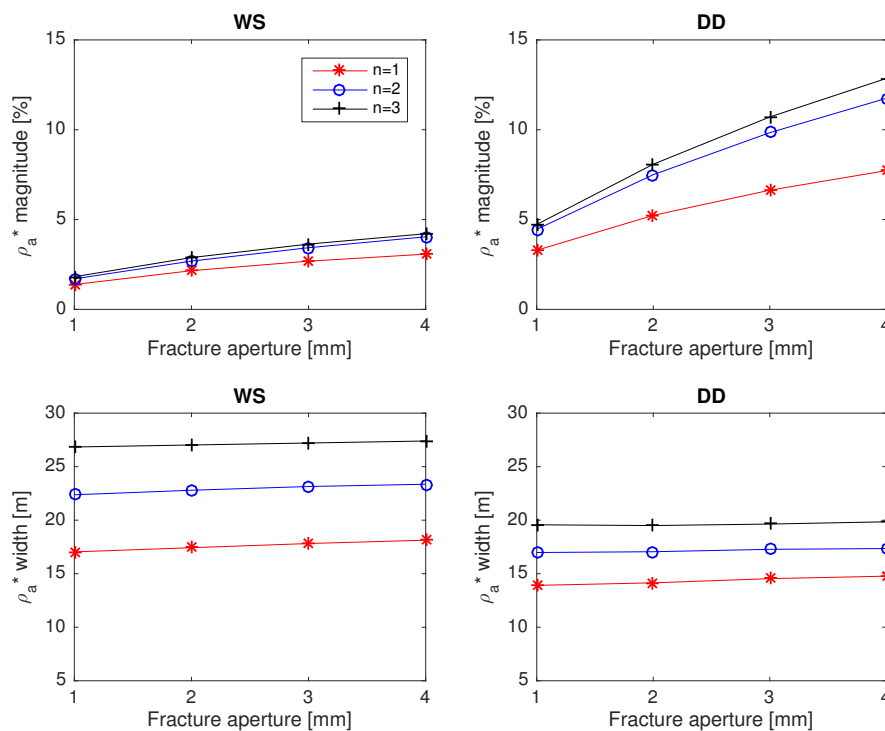 WS
15
10
5
0
ρa* magnitude [%]
1 2 3 4
Fracture aperture [mm]
n=1
n=2
n=3
DD
15
10
5
0
ρa* magnitude [%]
1 2 3 4
Fracture aperture [mm]
WS
30
25
20
15
10
5
ρa* width [m]
1 2 3 4
Fracture aperture [mm]
DD
30
25
20
15
10
5
ρa* width [m]
1 2 3 4
Fracture aperture [mm]